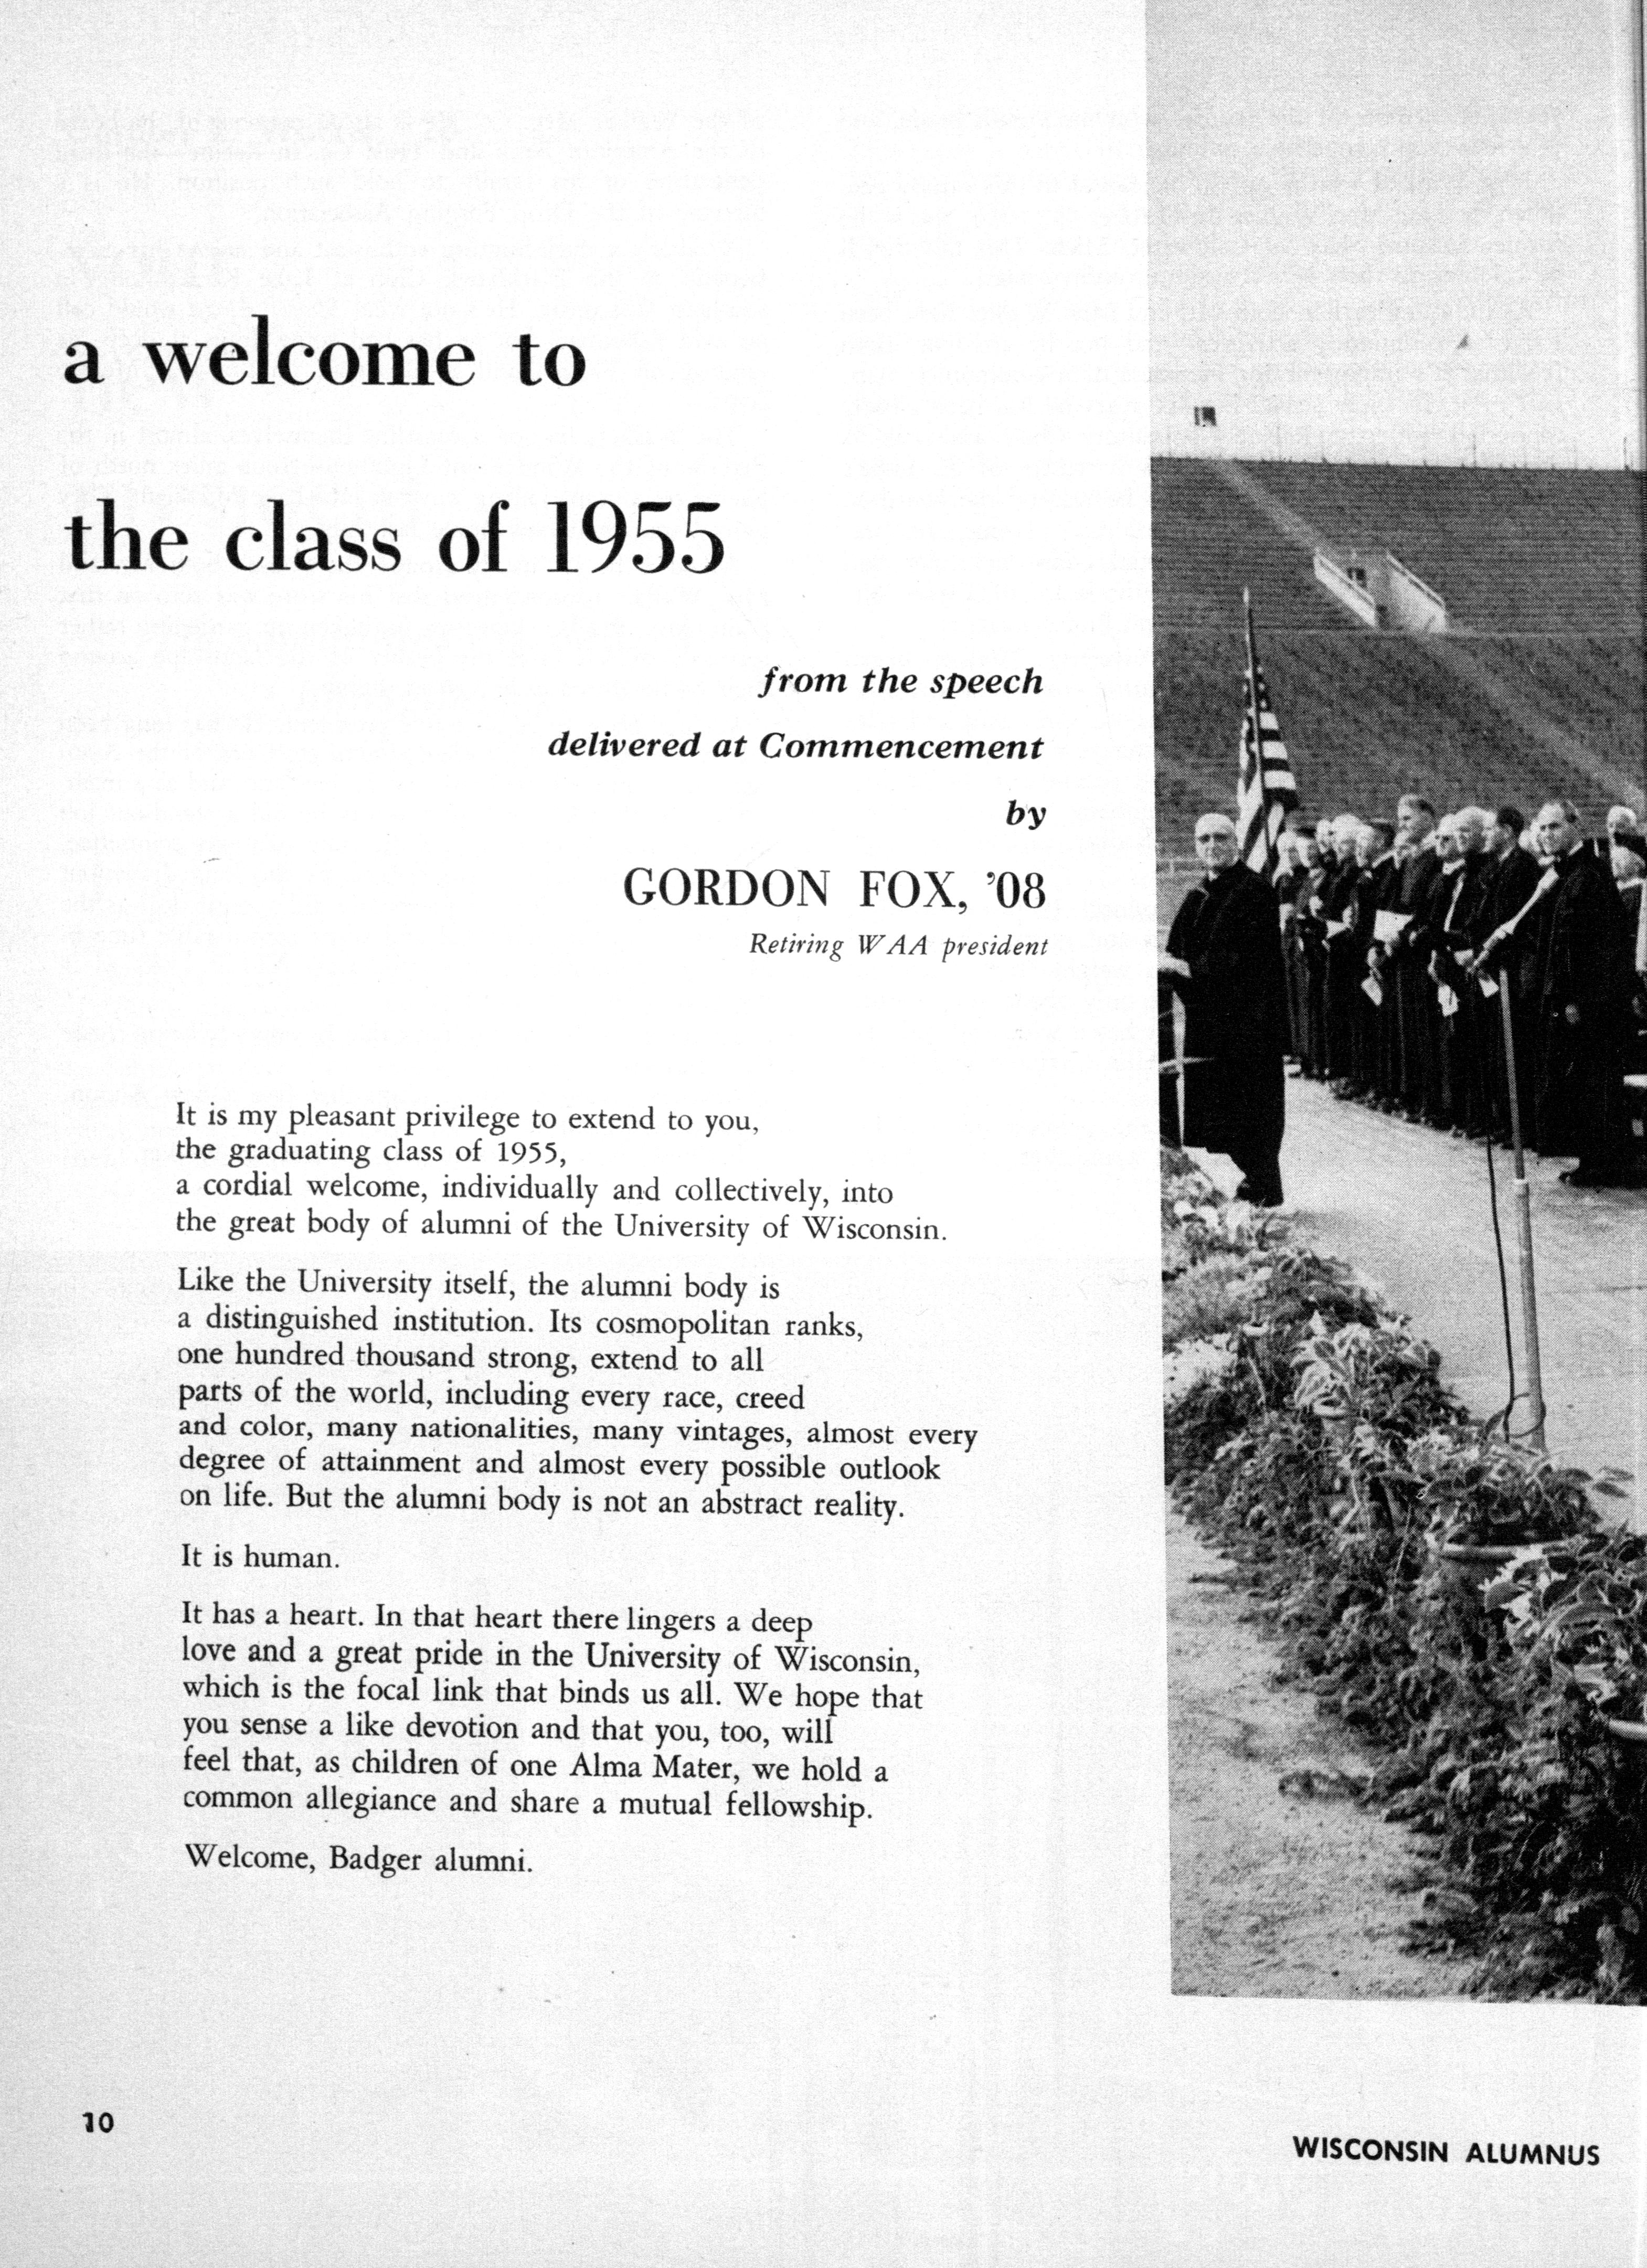 a welcome to
the class of 1955
from the speech
delivered at Commencement
by
GORDON FOX, ’08
Retiring WAA president
It is my pleasant privilege to extend to you,
the graduating class of 1955,
a cordial welcome, individually and collectively, into
the great body of alumni of the University of Wisconsin.
Like the University itself, the alumni body is
a distinguished institution. Its cosmopolitan ranks,
one hundred thousand strong, extend to all
parts of the world, including every race, creed
and color, many nationalities, many vintages, almost every
degree of attainment and almost every possible outlook
on life. But the alumni body is not an abstract reality.
It is human.
It has a heart. In that heart there lingers a deep
love and a great pride in the University of Wisconsin,
which is the focal link that binds us all. We hope that
you sense a like devotion and that you, too, will
feel that, as children of one Alma Mater, we hold a
common allegiance and share a mutual fellowship.
Welcome, Badger alumni.
10
WISCONSIN ALUMNUS